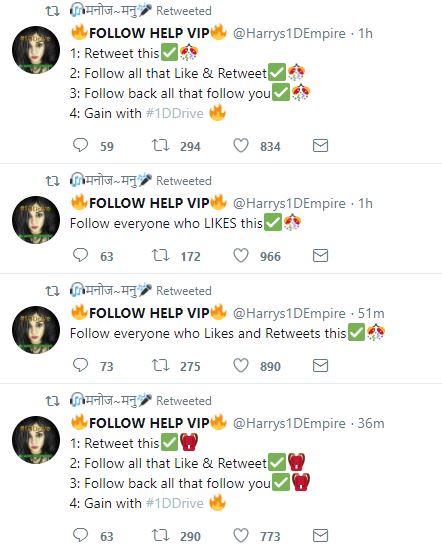 🎧मनोज~मनु🎤 Retweeted
🔥FOLLOW HELP VIP🔥 @Harrys1DEmpire · 1h
1: Retweet this✅🎊
2: Follow all that Like & Retweet✅🎊
3: Follow back all that follow you✅🎊
4: Gain with #1DDrive 🔥
59 294 834
🎧मनोज~मनु🎤 Retweeted
🔥FOLLOW HELP VIP🔥 @Harrys1DEmpire · 1h
Follow everyone who LIKES this✅🎊
63 172 966
🎧मनोज~मनु🎤 Retweeted
🔥FOLLOW HELP VIP🔥 @Harrys1DEmpire · 51m
Follow everyone who Likes and Retweets this✅🎊
73 275 890
🎧मनोज~मनु🎤 Retweeted
🔥FOLLOW HELP VIP🔥 @Harrys1DEmpire · 36m
1: Retweet this✅
2: Follow all that Like & Retweet✅
3: Follow back all that follow you✅
4: Gain with #1DDrive 🔥
63 290 773